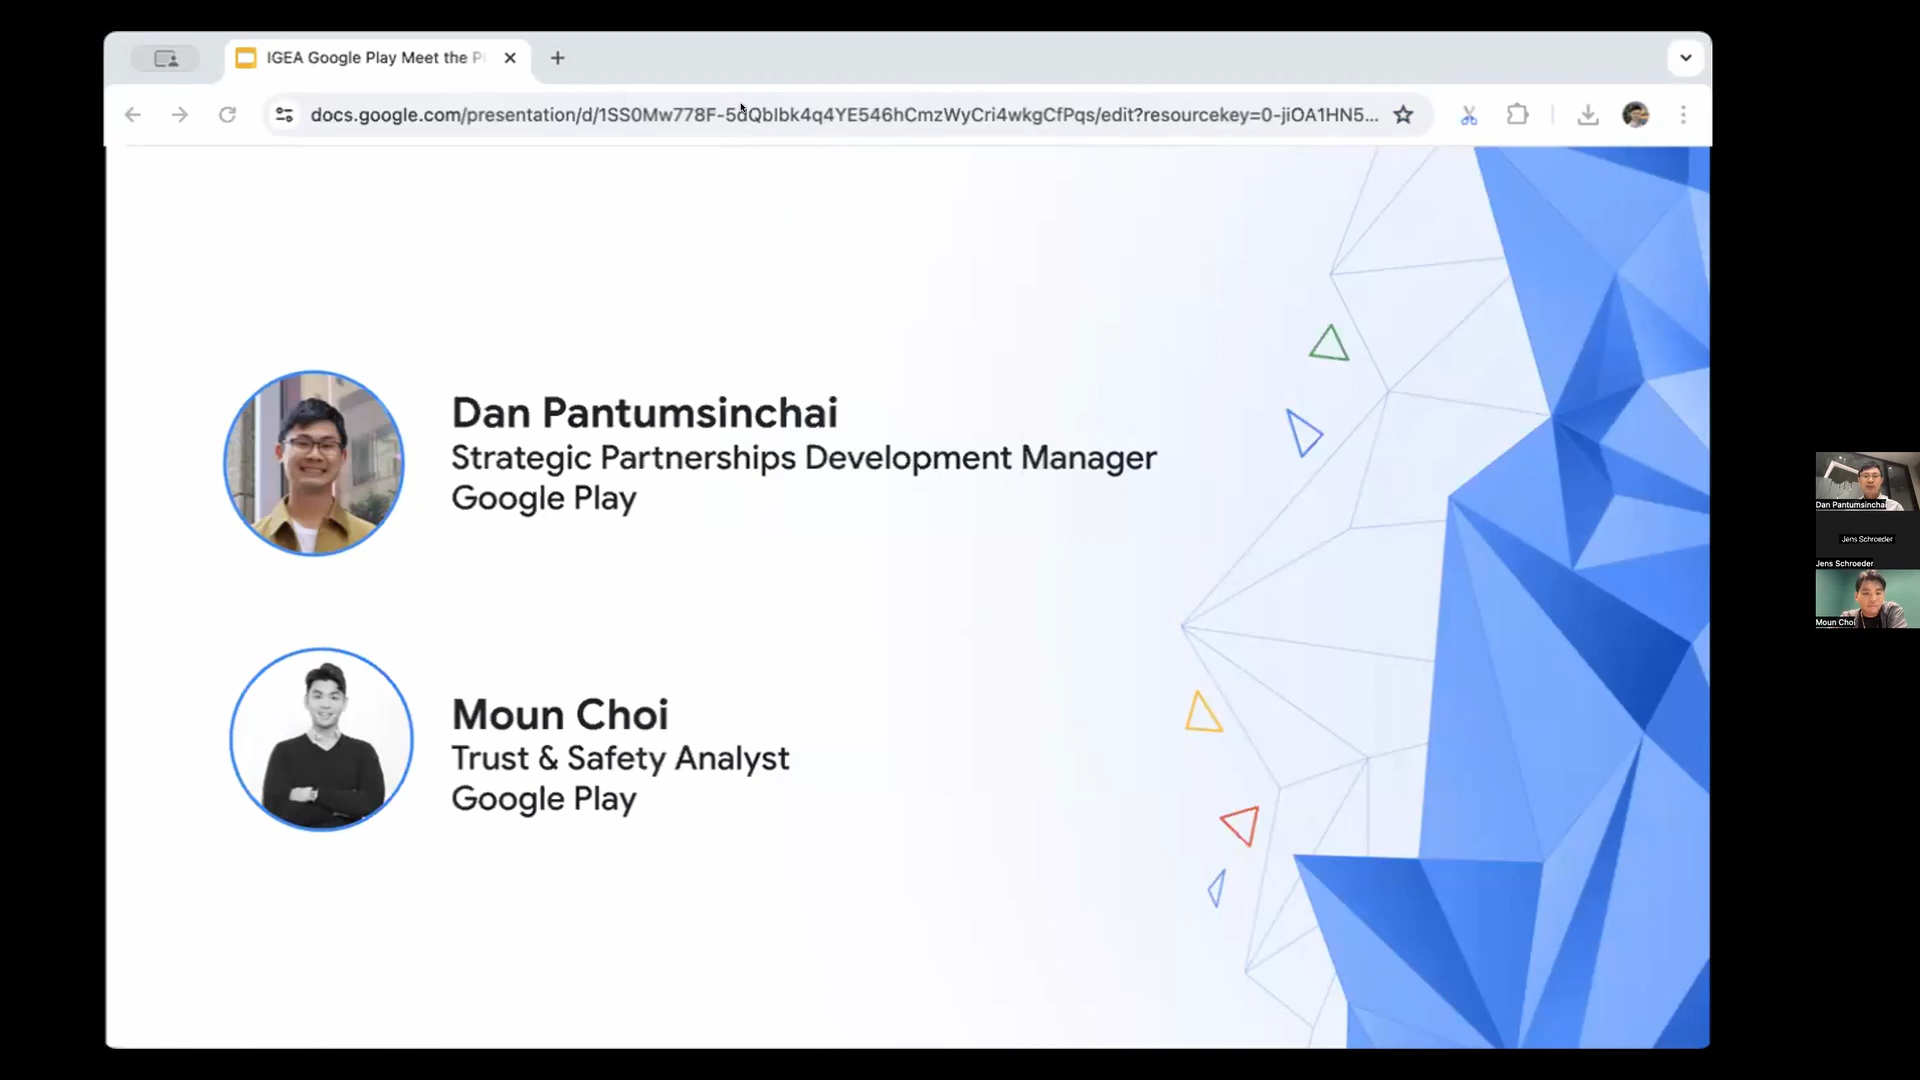 IGEA Google Play Meet the P
docs.google.com/presentation/d/1SS0Mw778F-5dQbIbk4q4YE546hCmzWyCri4wkgCfPqs/edit?resourcekey=0-jiOA1HN5...
Dan Pantumsinchai
Strategic Partnerships Development Manager
Google Play
Moun Choi
Trust & Safety Analyst
Google Play
Dan Pantumsinchai
Jens Schroeder
Jens Schroeder
Moun Choi